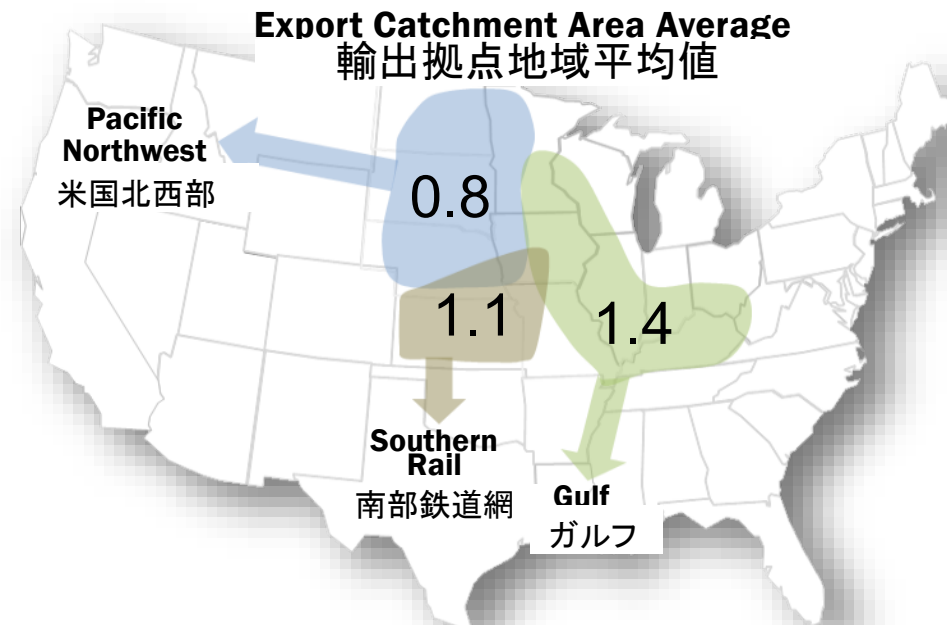 Export Catchment Area Average
輸出拠点地域平均値
Pacific
Northwest
米国北西部
0.8
1.1
1.4
Southern
Rail
南部鉄道網
Gulf
ガルフ